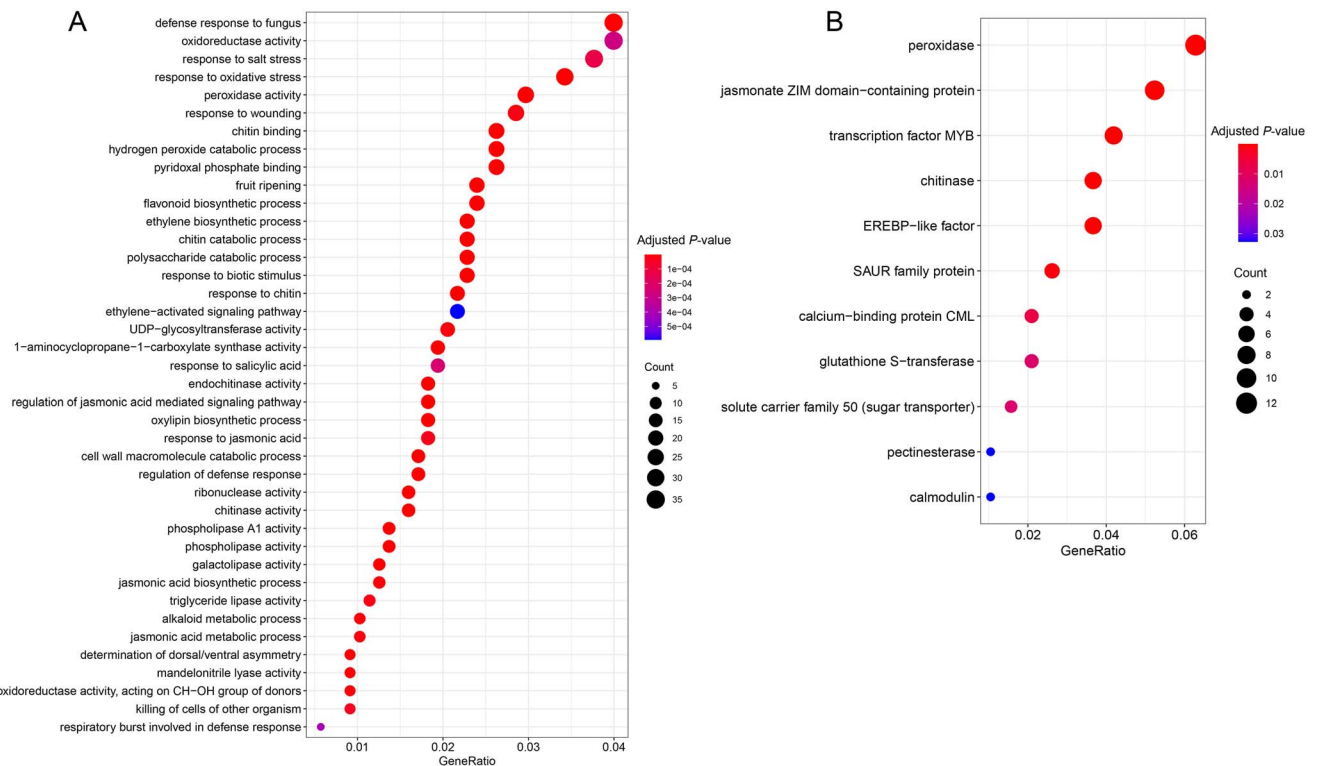 A
defense response to fungus
oxidoreductase activity
response to salt stress
response to oxidative stress
peroxidase activity
response to wounding
chitin binding
hydrogen peroxide catabolic process
pyridoxal phosphate binding
fruit ripening
flavonoid biosynthetic process
ethylene biosynthetic process
chitin catabolic process
polysaccharide catabolic process
response to biotic stimulus
response to chitin
ethylene−activated signaling pathway
UDP−glycosyltransferase activity
1−aminocyclopropane−1−carboxylate synthase activity
response to salicylic acid
endochitinase activity
regulation of jasmonic acid mediated signaling pathway
oxylipin biosynthetic process
response to jasmonic acid
cell wall macromolecule catabolic process
regulation of defense response
ribonuclease activity
chitinase activity
phospholipase A1 activity
phospholipase activity
galactolipase activity
jasmonic acid biosynthetic process
triglyceride lipase activity
alkaloid metabolic process
jasmonic acid metabolic process
determination of dorsal/ventral asymmetry
mandelonitrile lyase activity
oxidoreductase activity, acting on CH−OH group of donors
killing of cells of other organism
respiratory burst involved in defense response
0.01 0.02 0.03 0.04
GeneRatio
Adjusted P-value
1e−04
2e−04
3e−04
4e−04
5e−04
Count
5
10
15
20
25
30
35
B
peroxidase
jasmonate ZIM domain−containing protein
transcription factor MYB
chitinase
EREBP−like factor
SAUR family protein
calcium−binding protein CML
glutathione S−transferase
solute carrier family 50 (sugar transporter)
pectinesterase
calmodulin
0.02 0.04 0.06
GeneRatio
Adjusted P-value
0.01
0.02
0.03
Count
2
4
6
8
10
12